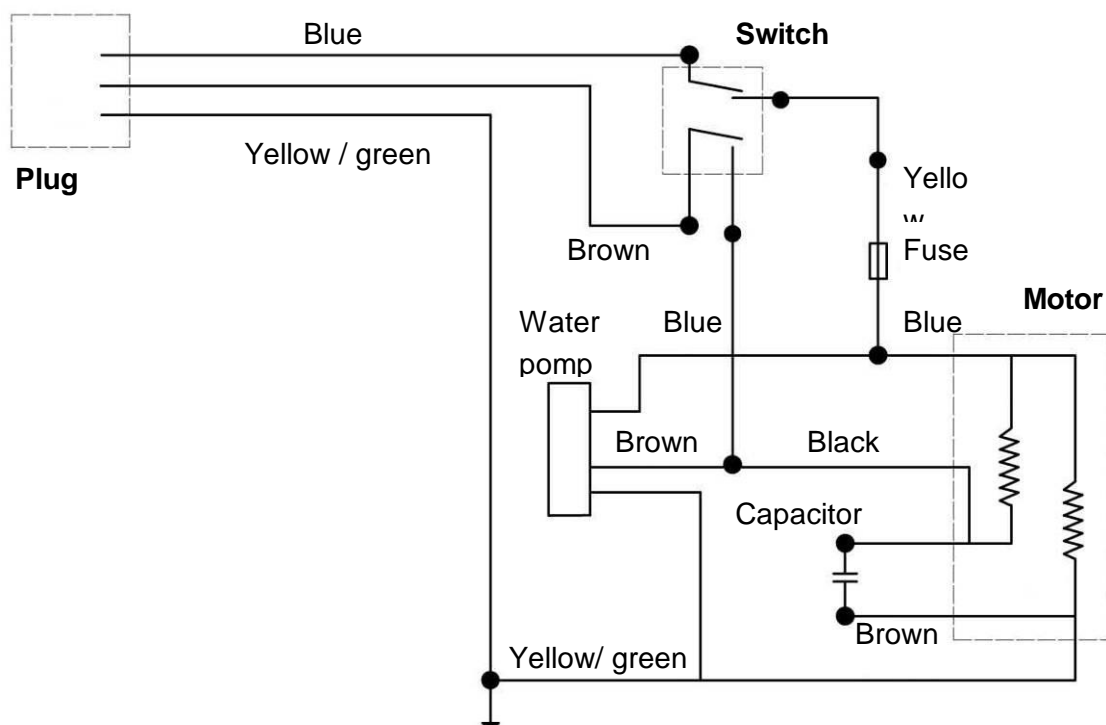 Blue
Switch
Yellow / green
Plug
Yello
w
Brown
Fuse
Motor
Water
pomp
Blue
Blue
Brown
Black
Capacitor
Brown
Yellow/ green